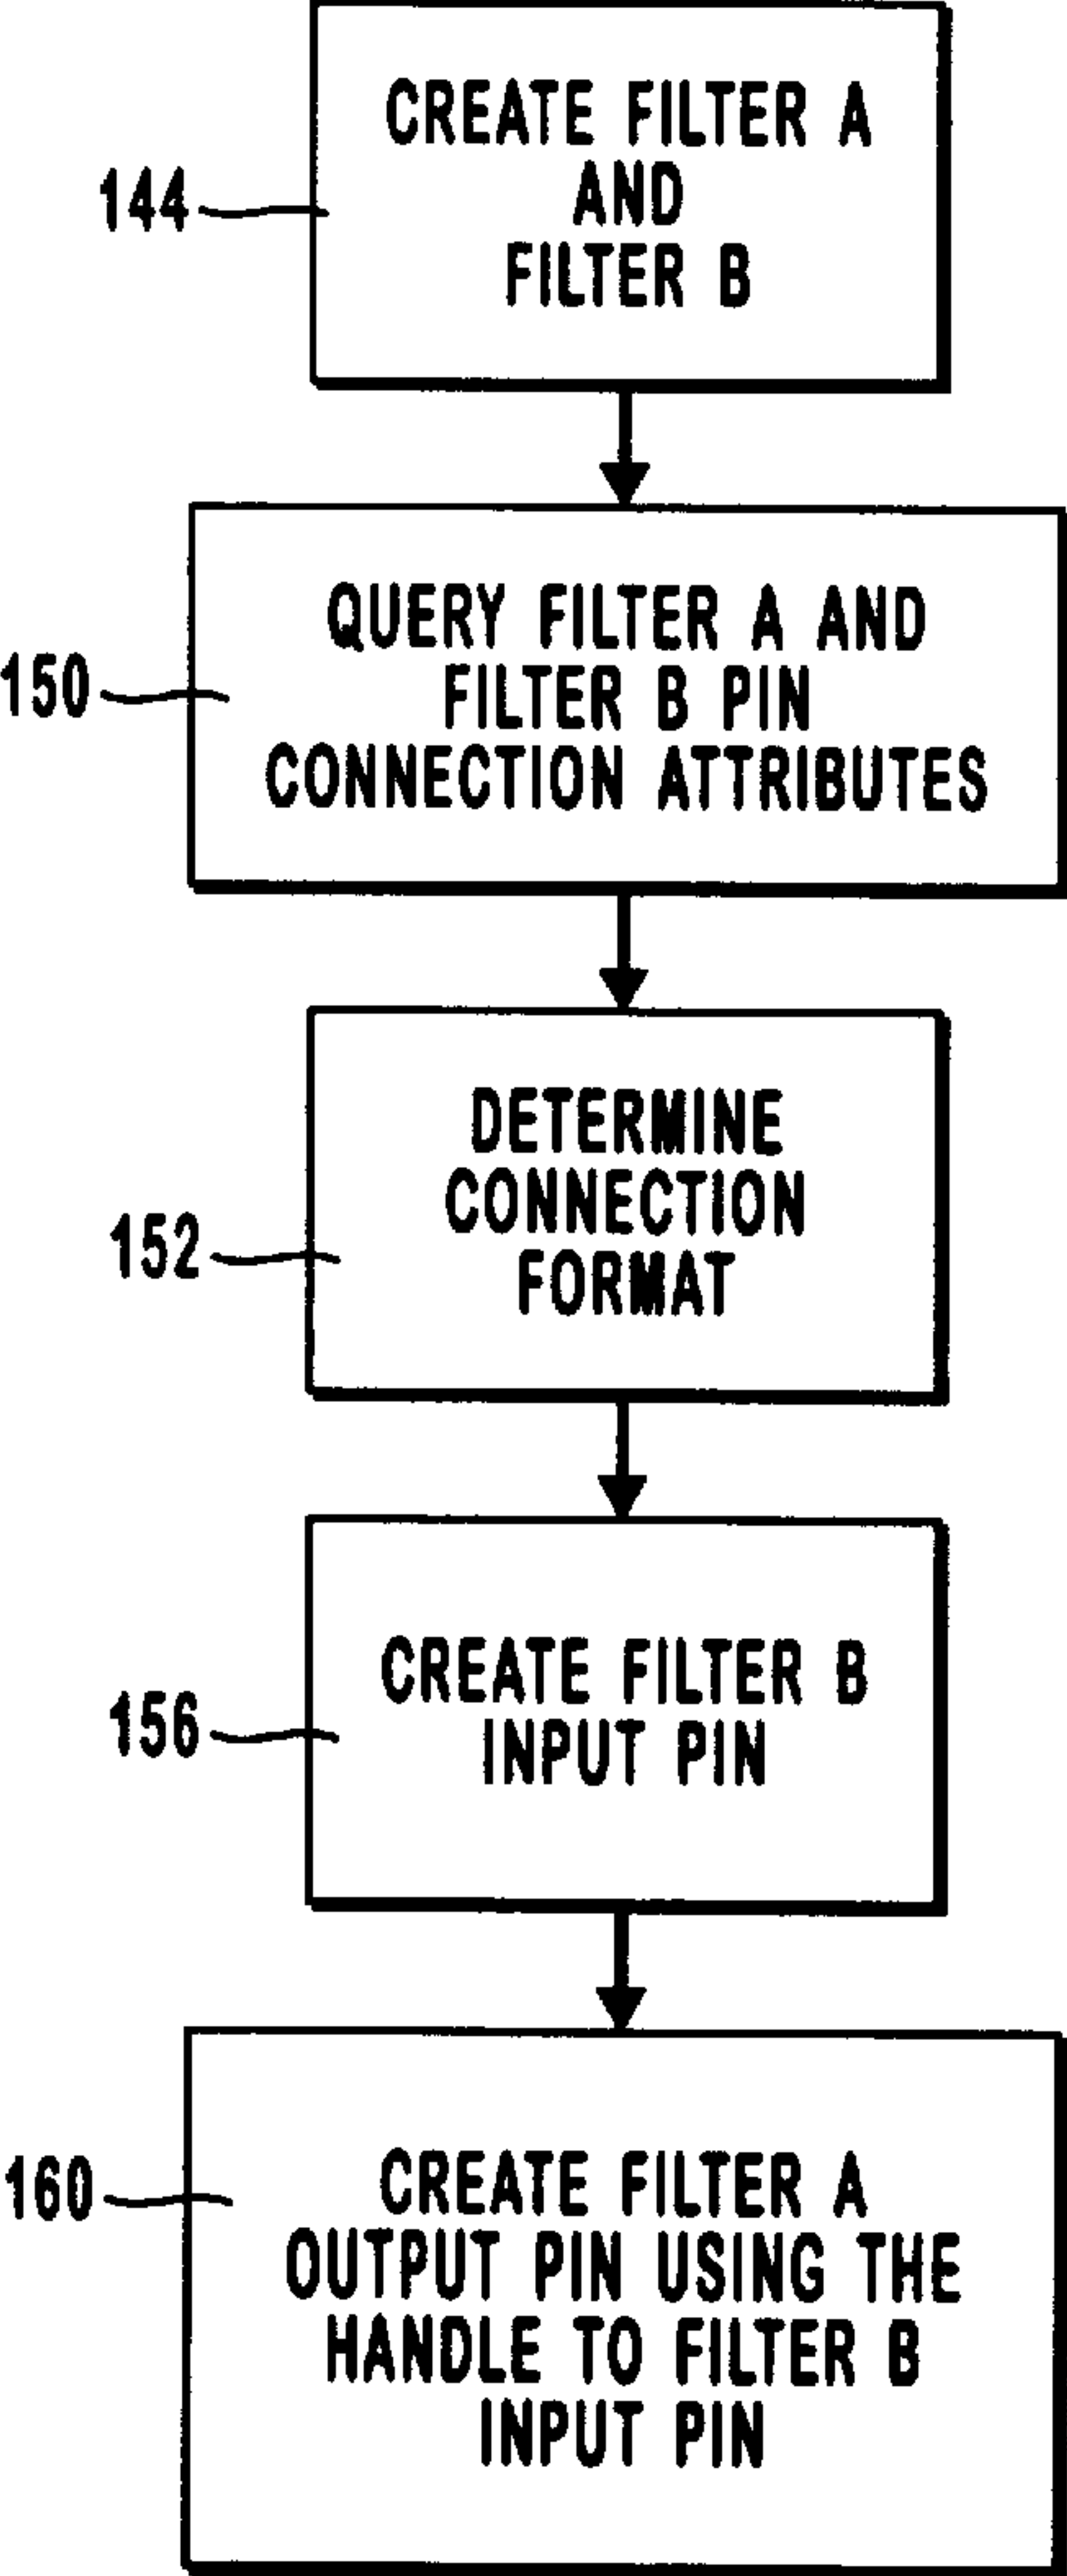 CREATE FILTER A
AND
FILTER B
144
QUERY FILTER A AND
FILTER B PIN
CONNECTION ATTRIBUTES
150
DETERMINE
CONNECTION
FORMAT
152
CREATE FILTER B
INPUT PIN
156
CREATE FILTER A
OUTPUT PIN USING THE
HANDLE TO FILTER B
INPUT PIN
160